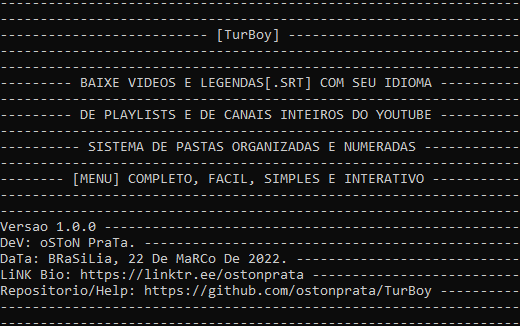 [TurBoy]
BAIXE VIDEOS E LEGENDAS[.SRT] COM SEU IDIOMA
DE PLAYLISTS E DE CANAIS INTEIROS DO YOUTUBE
SISTEMA DE PASTAS ORGANIZADAS E NUMERADAS
[MENU] COMPLETO, FACIL, SIMPLES E INTERATIVO
Versao 1.0.0
DeV: oSToN PraTa.
DaTa: BRaSiLia, 22 De MaRCo De 2022.
LiNK Bio: https://linktr.ee/ostonprata
Repositorio/Help: https://github.com/ostonprata/TurBoy